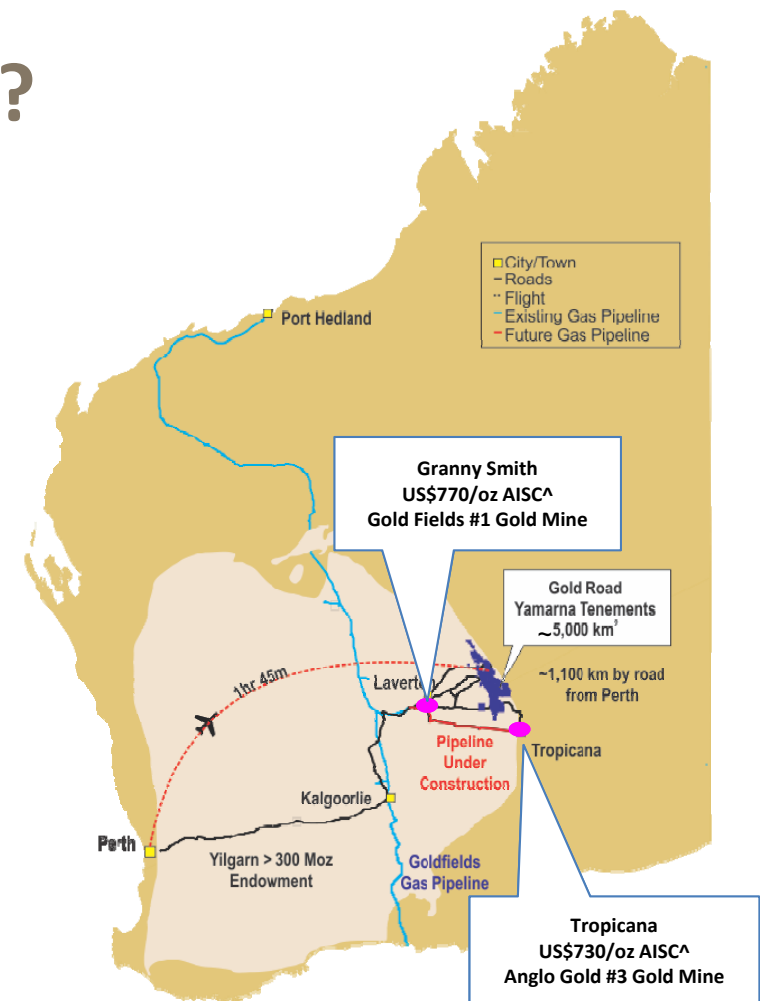 ?
City/Town
Roads
Flight
Existing Gas Pipeline
Future Gas Pipeline
Port Hedland
Granny Smith
US$770/oz AISC^
Gold Fields #1 Gold Mine
Gold Road
Yamarna Tenements
~5,000 km²
~1,100 km by road
from Perth
1hr 45m
Laverton
Pipeline
Under
Construction
Tropicana
Kalgoorlie
Perth
Yilgarn > 300 Moz
Endowment
Goldfields
Gas Pipeline
Tropicana
US$730/oz AISC^
Anglo Gold #3 Gold Mine